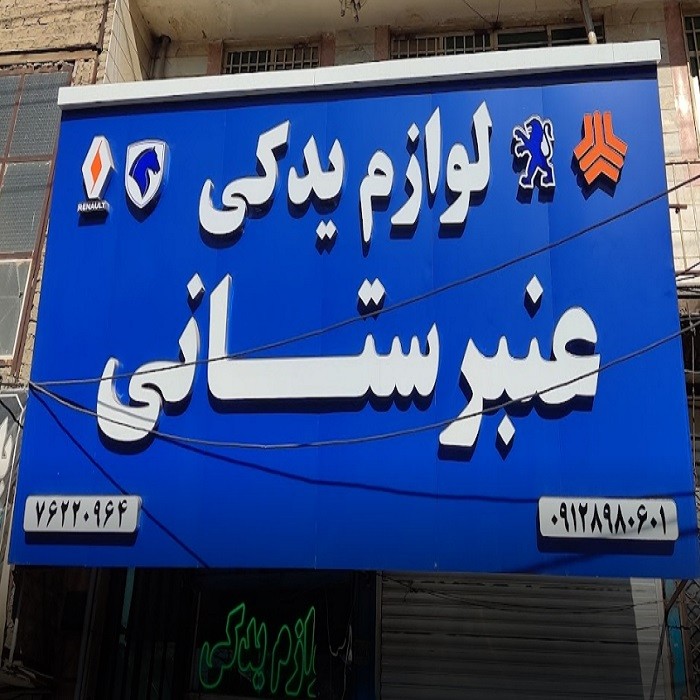 لوازم یدکی
RENAULT
عنبرستانی
۰۹۱۲۸۹۸۰۶۰۱
۷۶۲۲۰۹۶۴
لوازم یدکی